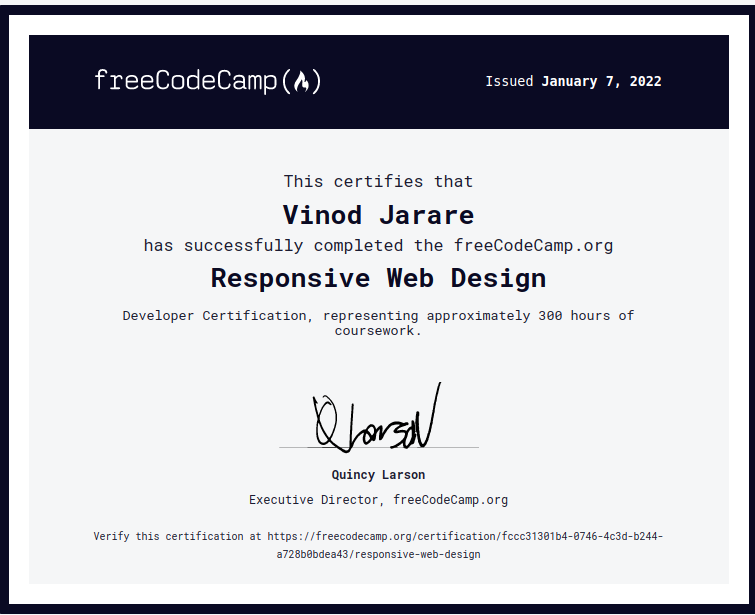 freeCodeCamp
Issued January 7, 2022
This certifies that
Vinod Jarare
has successfully completed the freeCodeCamp.org
Responsive Web Design
Developer Certification, representing approximately 300 hours of
coursework.
Q Larson
Quincy Larson
Executive Director, freeCodeCamp.org
Verify this certification at https://freecodecamp.org/certification/fccc31301b4-0746-4c3d-b244-
a728b0bdea43/responsive-web-design